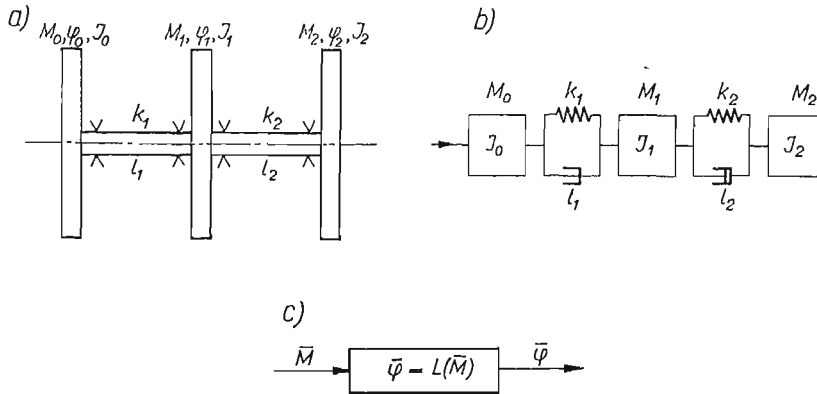 a)
M₀,φ₀,J₀ M₁,φ₁,J₁ M₂,φ₂,J₂
k₁ k₂
l₁ l₂
b)
k₁ k₂
M₀ M₁ M₂
J₀ J₁ J₂
l₁ l₂
c)
M̄ φ̄ = L(M̄) φ̄